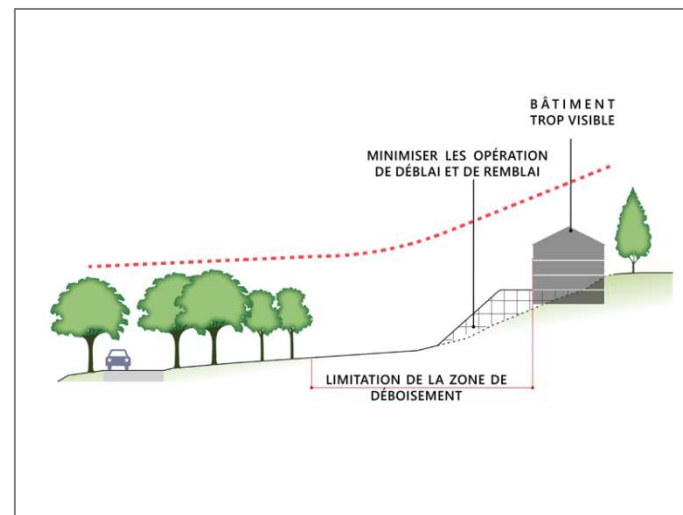 BÂTIMENT
TROP VISIBLE
MINIMISER LES OPÉRATION
DE DÉBLAI ET DE REMBLAI
LIMITATION DE LA ZONE DE
DÉBOISEMENT